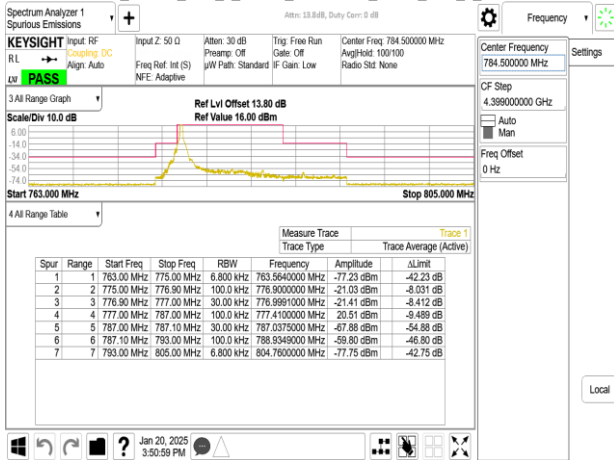 Spectrum Analyzer 1
Spurious Emissions
Attn: 13.8dB, Duty Corr: 0 dB
Frequency
KEYSIGHT
RL
PASS
Input: RF
Coupling: DC
Align: Auto
Input Z: 50 Ω
Freq Ref: Int (S)
NFE: Adaptive
Atten: 30 dB
Preamp: Off
µW Path: Standard
Trig: Free Run
Gate: Off
IF Gain: Low
Center Freq: 784.500000 MHz
Avg|Hold: 100/100
Radio Std: None
Center Frequency
784.500000 MHz
Settings
CF Step
4.399000000 GHz
Auto
Man
Freq Offset
0 Hz
3 All Range Graph
Scale/Div 10.0 dB
Ref Lvl Offset 13.80 dB
Ref Value 16.00 dBm
6.00
-14.0
-34.0
-54.0
-74.0
Start 763.000 MHz
Stop 805.000 MHz
4 All Range Table
Measure Trace Trace 1
Trace Type Trace Average (Active)
Spur Range Start Freq Stop Freq RBW Frequency Amplitude ΔLimit
1 1 763.00 MHz 775.00 MHz 6.800 kHz 763.5640000 MHz -77.23 dBm -42.23 dB
2 2 775.00 MHz 776.90 MHz 100.0 kHz 776.9000000 MHz -21.03 dBm -8.031 dB
3 3 776.90 MHz 777.00 MHz 30.00 kHz 776.9991000 MHz -21.41 dBm -8.412 dB
4 4 777.00 MHz 787.00 MHz 100.0 kHz 777.4100000 MHz 20.51 dBm -9.489 dB
5 5 787.00 MHz 787.10 MHz 30.00 kHz 787.0375000 MHz -67.88 dBm -54.88 dB
6 6 787.10 MHz 793.00 MHz 100.0 kHz 788.9349000 MHz -59.80 dBm -46.80 dB
7 7 793.00 MHz 805.00 MHz 6.800 kHz 804.7600000 MHz -77.75 dBm -42.75 dB
Local
Jan 20, 2025
3:50:59 PM